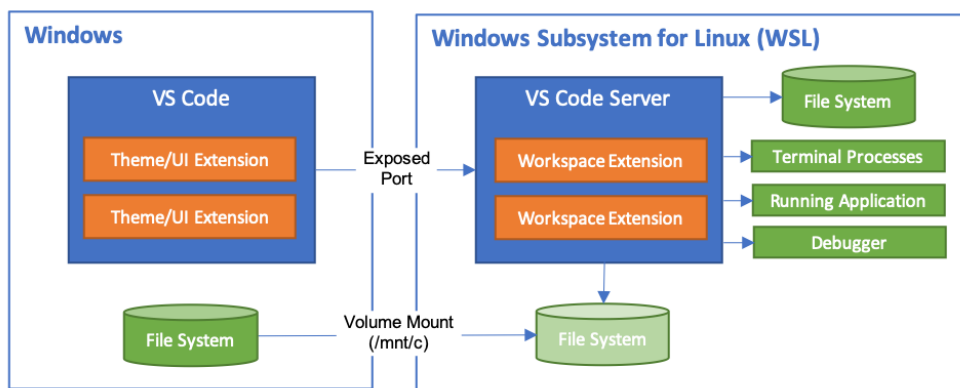 Windows
VS Code
Theme/UI Extension
Theme/UI Extension
File System
Exposed
Port
Volume Mount
(/mnt/c)
Windows Subsystem for Linux (WSL)
VS Code Server
Workspace Extension
Workspace Extension
File System
Terminal Processes
Running Application
Debugger
File System